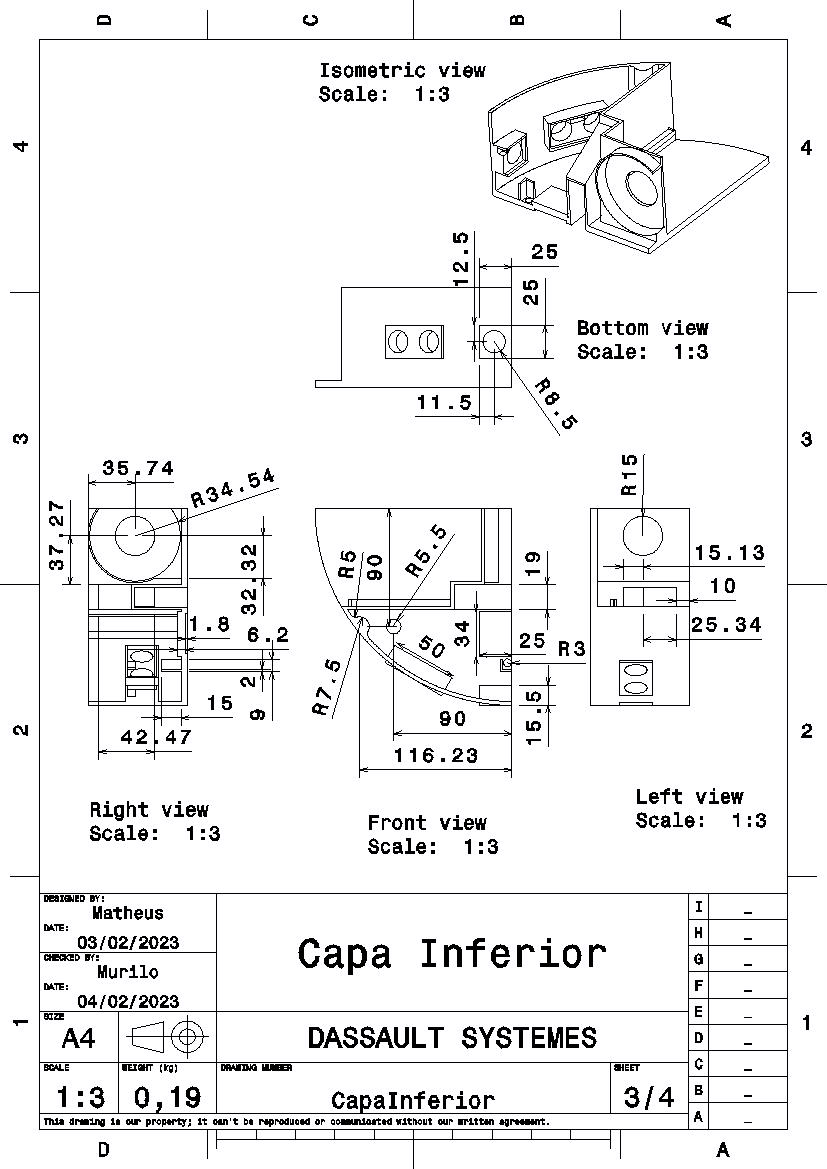 D C B A
Isometric view
Scale: 1:3
4 4
12.5
25
25
Bottom view
Scale: 1:3
11.5
R8.5
3 3
35.74
R34.54
37.27
32.32
1.8
6.2
2
9
15
42.47
R5
90
R5.5
19
34
50
25
R3
R7.5
15.5
90
116.23
R15
15.13
10
25.34
2 2
Right view
Scale: 1:3
Front view
Scale: 1:3
Left view
Scale: 1:3
DESIGNED BY:
Matheus
DATE:
03/02/2023
CHECKED BY:
Murilo
DATE:
04/02/2023
SIZE
A4
Capa Inferior
DASSAULT SYSTEMES
SCALE
1:3
WEIGHT (kg)
0,19
DRAWING NUMBER
CapaInferior
SHEET
3/4
I _
H _
G _
F _
E _
D _
C _
B _
A _
1 1
This drawing is our property; it can't be reproduced or communicated without our written agreement.
D A